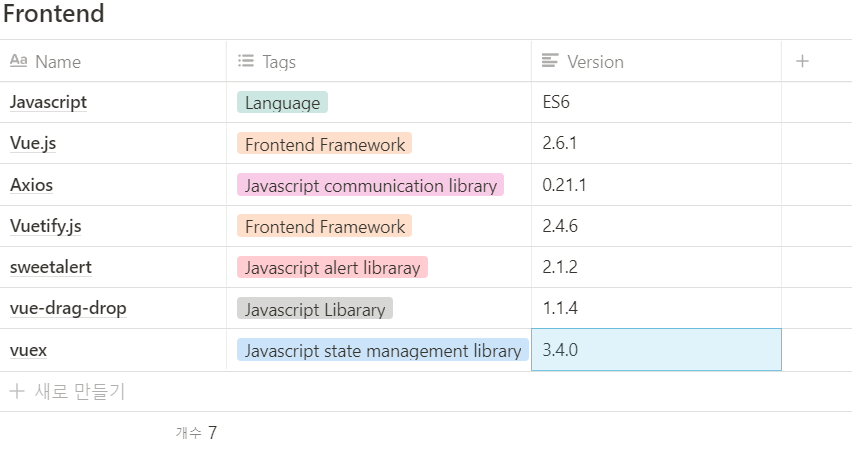 Frontend
Aa Name Tags Version
Javascript Language ES6
Vue.js Frontend Framework 2.6.1
Axios Javascript communication library 0.21.1
Vuetify.js Frontend Framework 2.4.6
sweetalert Javascript alert libraray 2.1.2
vue-drag-drop Javascript Libarary 1.1.4
vuex Javascript state management library 3.4.0
+ 새로 만들기
개수 7